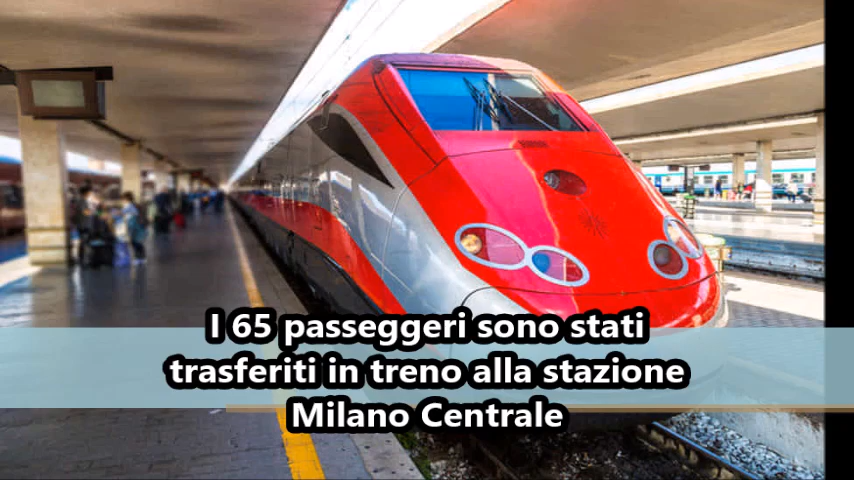 I 65 passeggeri sono stati
trasferiti in treno alla stazione
Milano Centrale